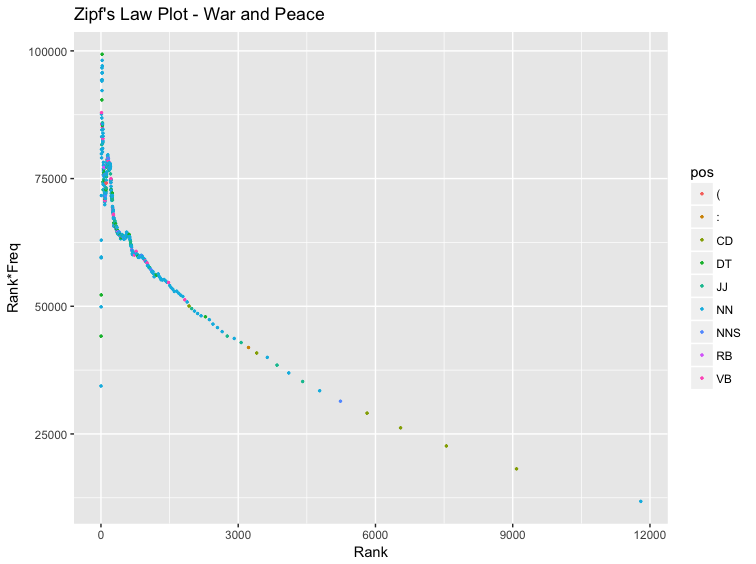 Zipf's Law Plot - War and Peace
100000
75000
50000
25000
Rank*Freq
0
3000
6000
9000
12000
Rank
pos
(
:
CD
DT
JJ
NN
NNS
RB
VB